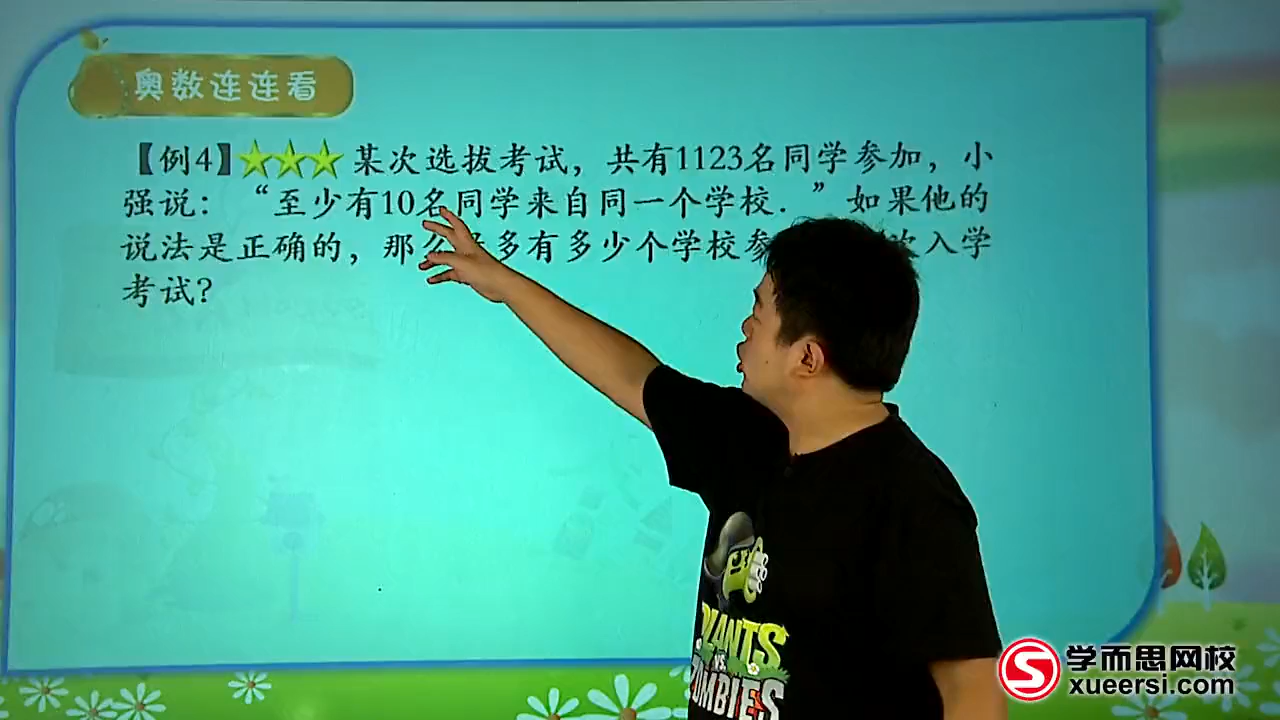 奥数连连看
【例4】★★★ 某次选拔考试，共有1123名同学参加，小
强说：“至少有10名同学来自同一个学校．”如果他的
说法是正确的，那么最多有多少个学校参 入学
考试？
PLANTS
VS.
ZOMBIES
学而思网校
xueersi.com